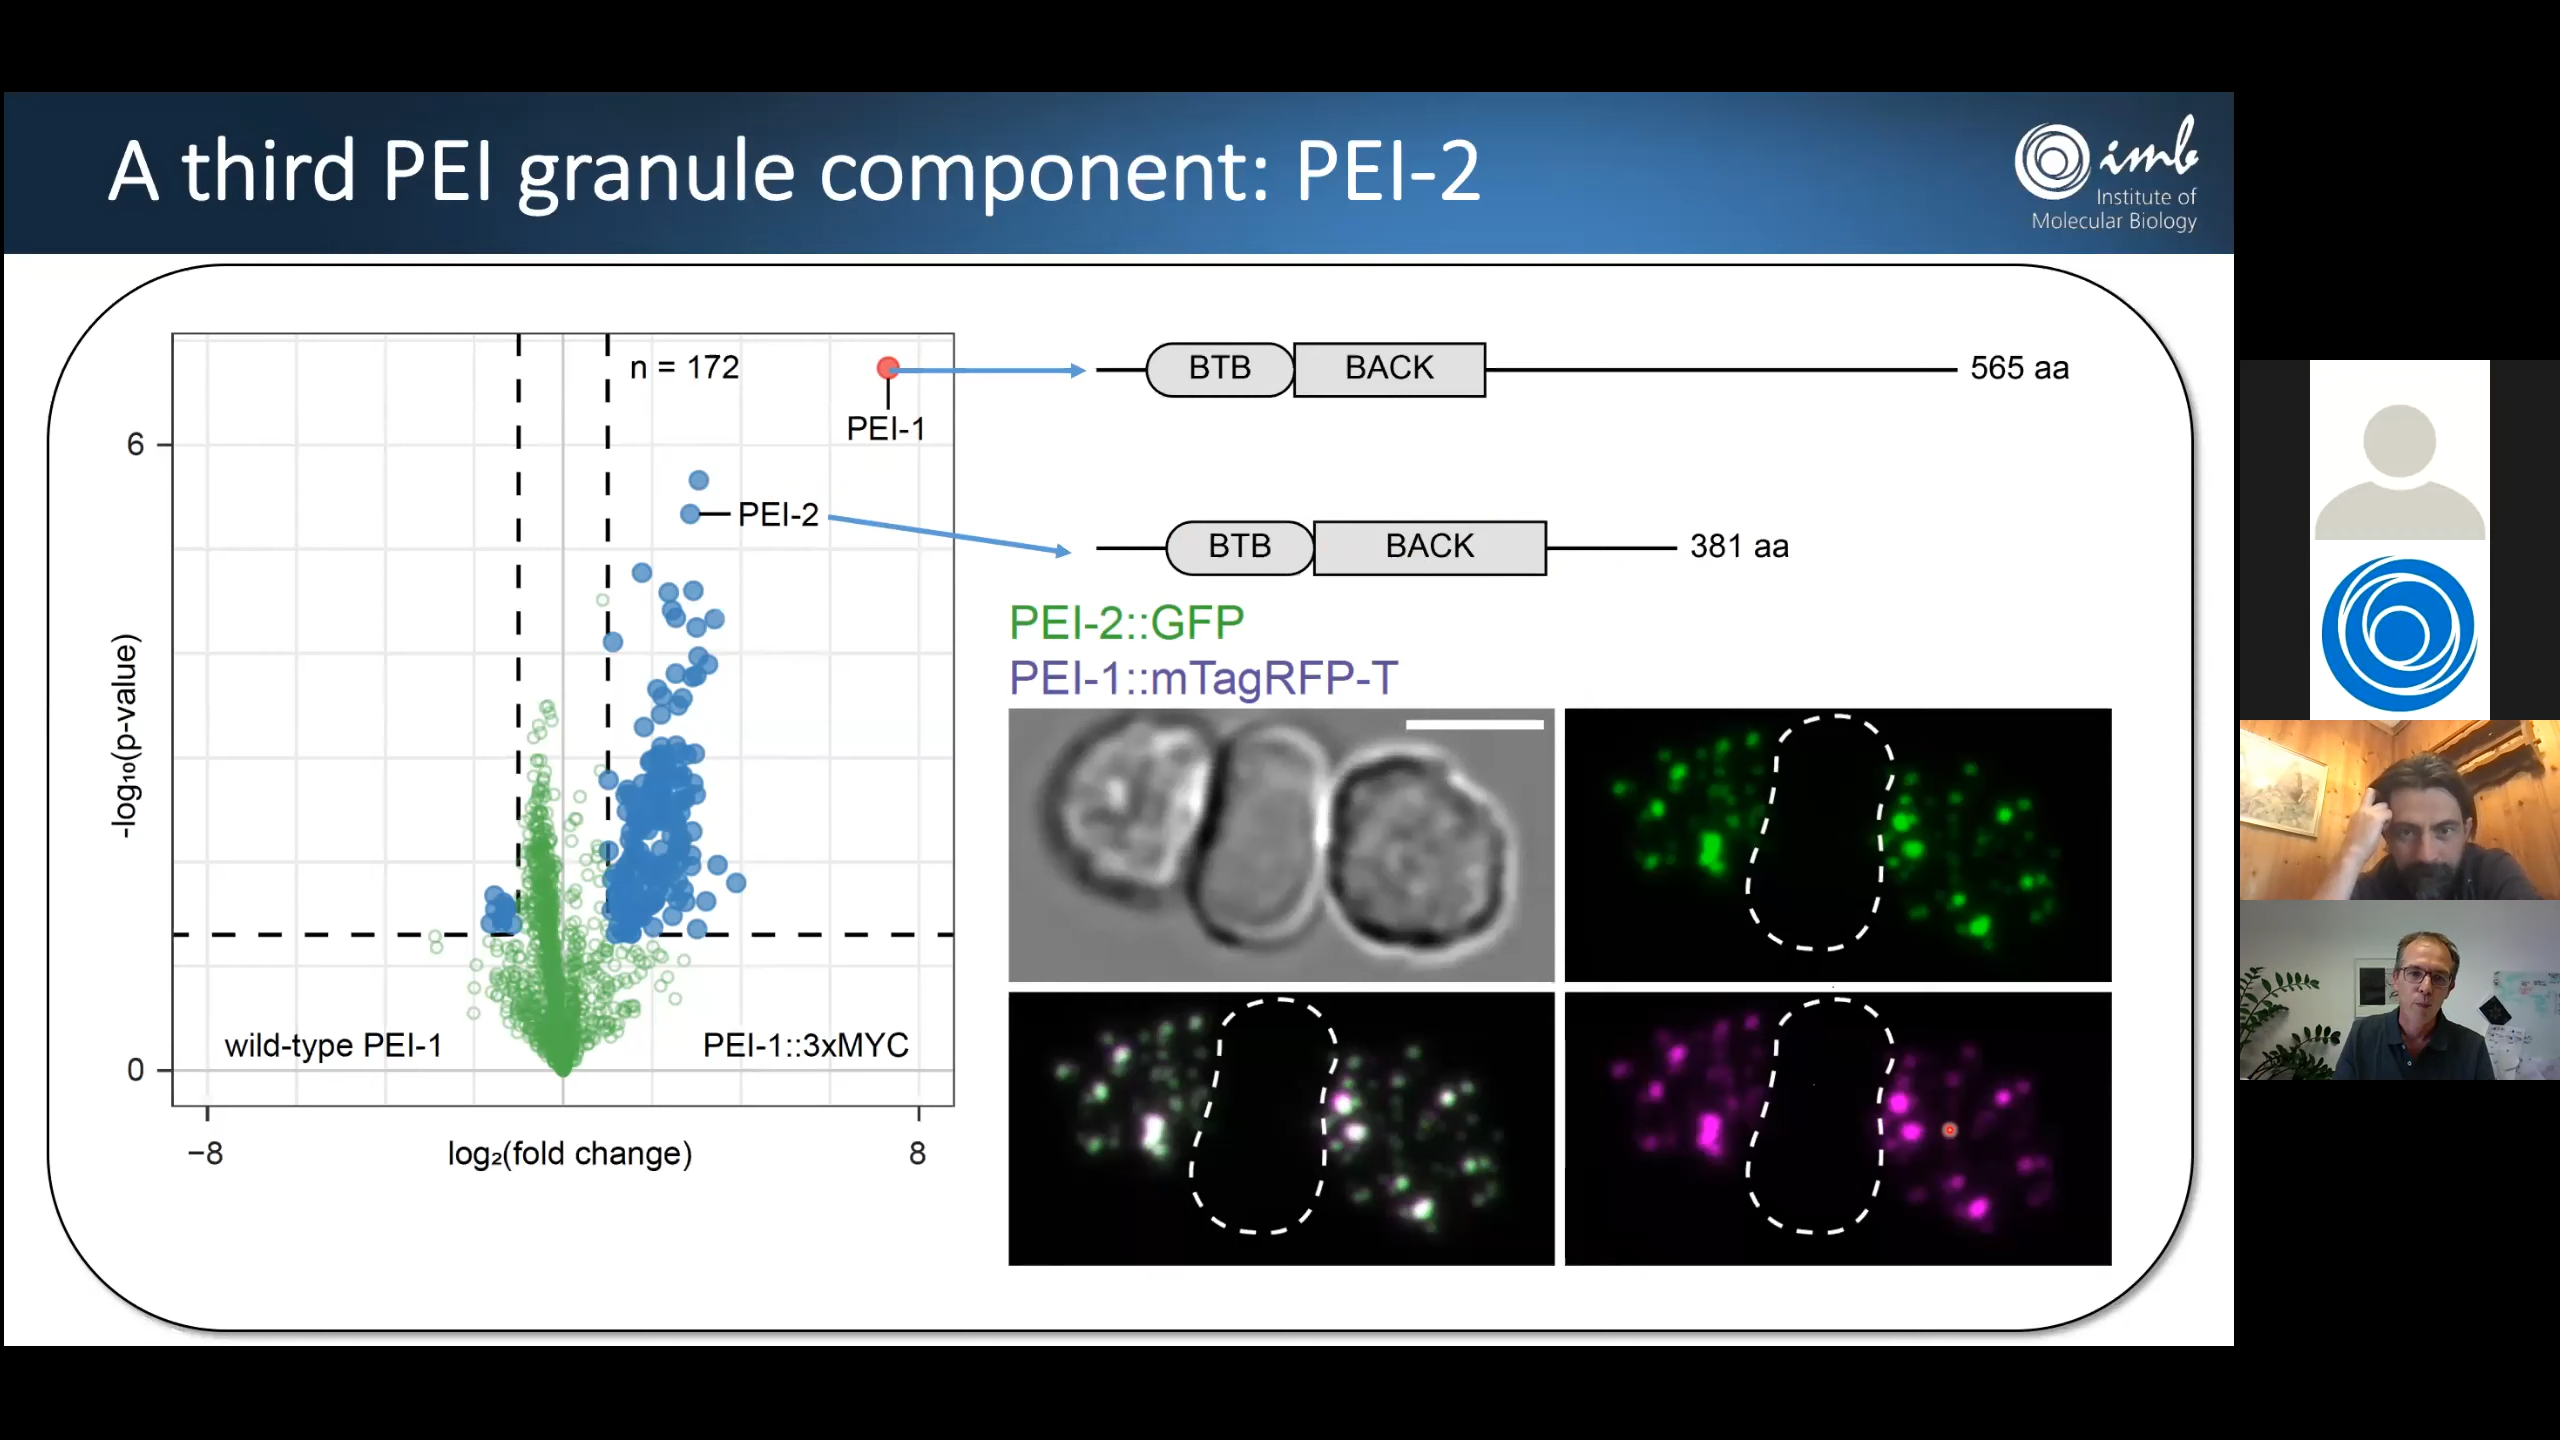 A third PEI granule component: PEI-2
imb
Institute of
Molecular Biology
n = 172
PEI-1
PEI-2
6
0
-log₁₀(p-value)
wild-type PEI-1
PEI-1::3xMYC
−8
log₂(fold change)
8
BTB BACK 565 aa
BTB BACK 381 aa
PEI-2::GFP
PEI-1::mTagRFP-T